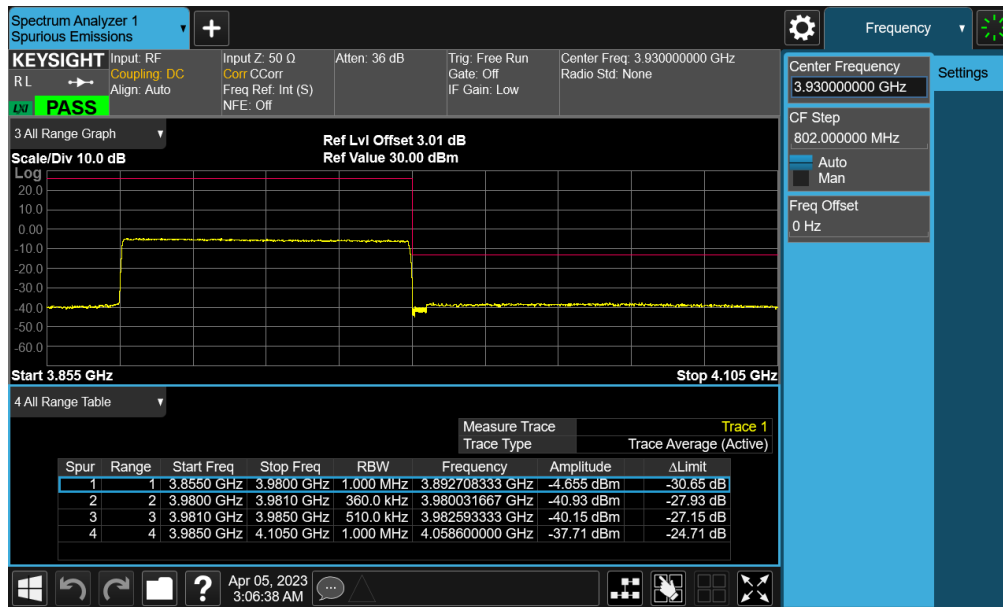 Spectrum Analyzer 1
Spurious Emissions
Frequency
KEYSIGHT
R L
LXI PASS
Input: RF
Coupling: DC
Align: Auto
Input Z: 50 Ω
Corr CCorr
Freq Ref: Int (S)
NFE: Off
Atten: 36 dB
Trig: Free Run
Gate: Off
IF Gain: Low
Center Freq: 3.930000000 GHz
Radio Std: None
3 All Range Graph
Ref Lvl Offset 3.01 dB
Scale/Div 10.0 dB
Ref Value 30.00 dBm
Log
20.0
10.0
0.00
-10.0
-20.0
-30.0
-40.0
-50.0
-60.0
Start 3.855 GHz
Stop 4.105 GHz
4 All Range Table
Measure Trace Trace 1
Trace Type Trace Average (Active)
Spur Range Start Freq Stop Freq RBW Frequency Amplitude ΔLimit
1 1 3.8550 GHz 3.9800 GHz 1.000 MHz 3.892708333 GHz -4.655 dBm -30.65 dB
2 2 3.9800 GHz 3.9810 GHz 360.0 kHz 3.980031667 GHz -40.93 dBm -27.93 dB
3 3 3.9810 GHz 3.9850 GHz 510.0 kHz 3.982593333 GHz -40.15 dBm -27.15 dB
4 4 3.9850 GHz 4.1050 GHz 1.000 MHz 4.058600000 GHz -37.71 dBm -24.71 dB
Center Frequency
3.930000000 GHz
CF Step
802.000000 MHz
Auto
Man
Freq Offset
0 Hz
Settings
?
Apr 05, 2023
3:06:38 AM